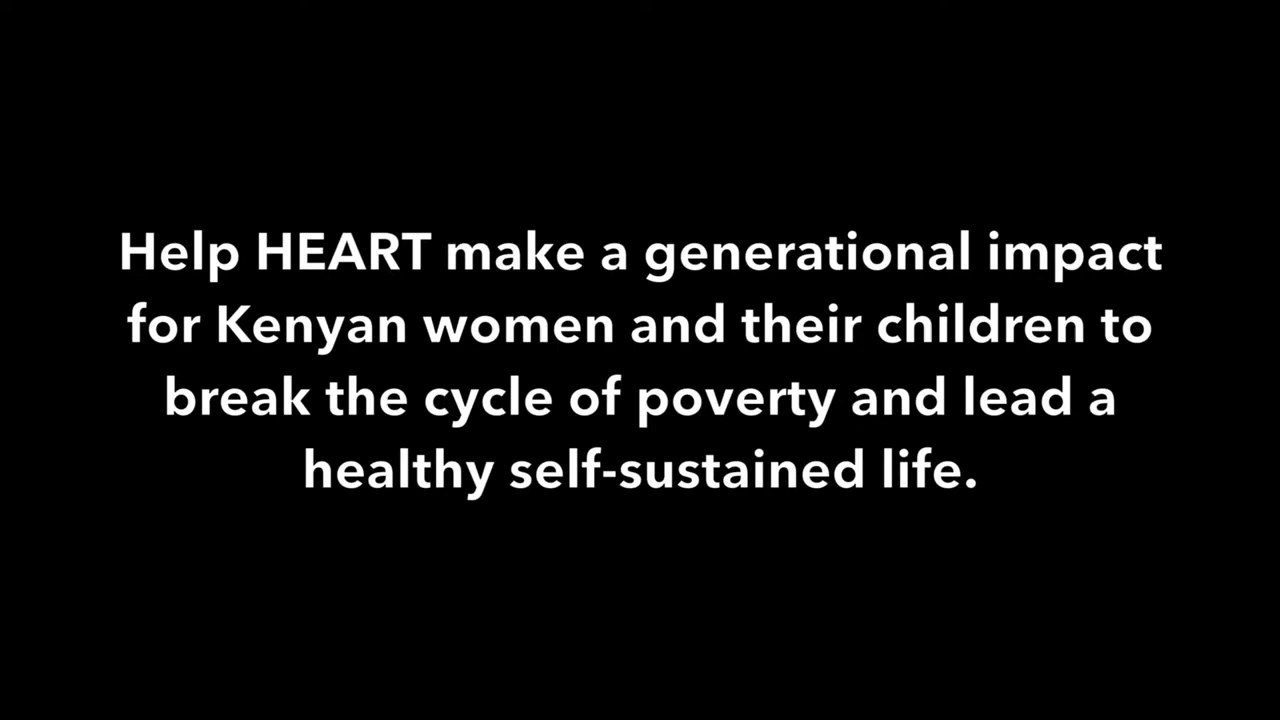 Help HEART make a generational impact
for Kenyan women and their children to
break the cycle of poverty and lead a
healthy self-sustained life.